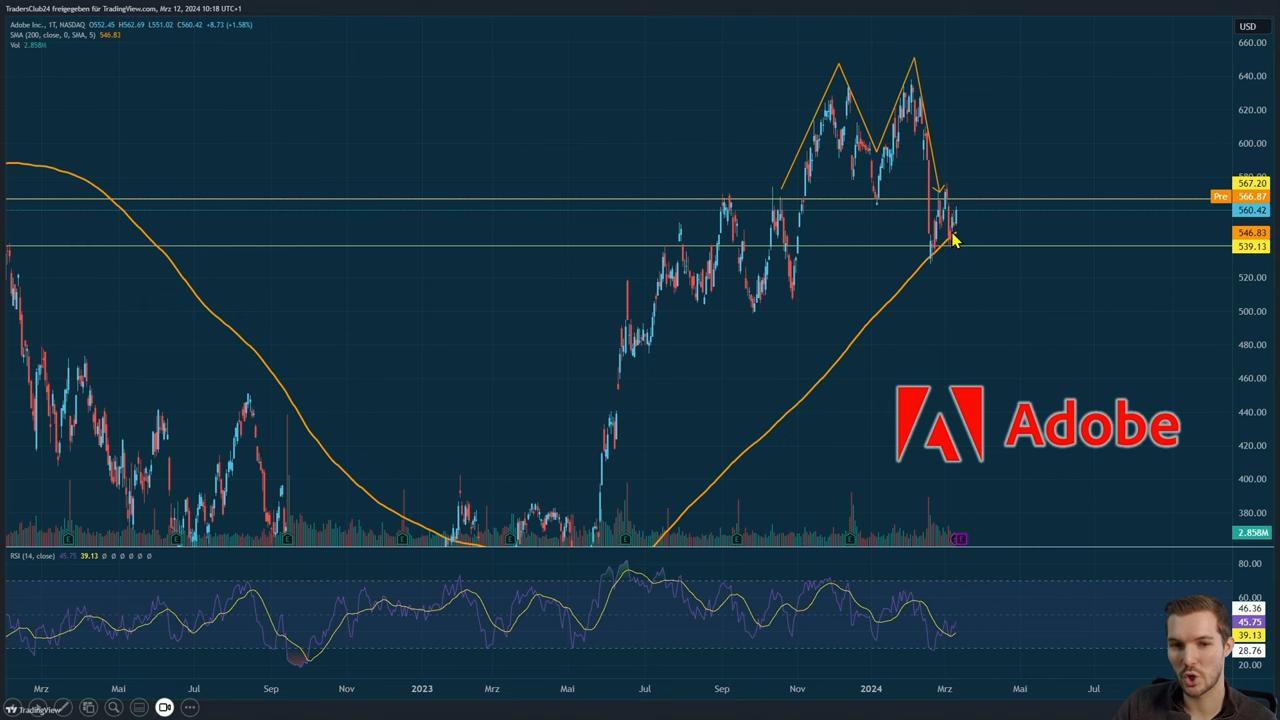 TradersClub24 freigegeben für TradingView.com, Mrz 12, 2024 10:18 UTC+1
Adobe Inc., 1T, NASDAQ O552.45 H562.69 L551.02 C560.42 +8.73 (+1.58%)
SMA (200, close, 0, SMA, 5) 546.83
Vol 2.858M
USD
660.00
640.00
620.00
600.00
580.00
567.20
Pre 566.87
560.42
546.83
539.13
520.00
500.00
480.00
460.00
440.00
420.00
400.00
380.00
2.858M
Adobe
E E E E E E E E E
RSI (14, close) 45.75 39.13 Ø Ø Ø Ø Ø Ø
80.00
60.00
46.36
45.75
39.13
28.76
20.00
Mrz Mai Jul Sep Nov 2023 Mrz Mai Jul Sep Nov 2024 Mrz Mai Jul
TradingView